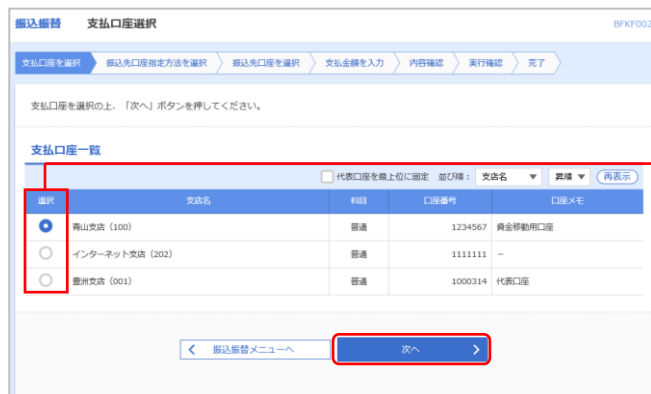 振込振替 支払口座選択 BFKF002
支払口座を選択 振込先口座指定方法を選択 振込先口座を選択 支払金額を入力 内容確認 実行確認 完了
支払口座を選択の上、「次へ」ボタンを押してください。
支払口座一覧
代表口座を最上位に固定 並び順： 支店名 ▼ 昇順 ▼ 再表示
選択 支店名 科目 口座番号 口座メモ
青山支店（100） 普通 1234567 資金移動用口座
インターネット支店（202） 普通 1111111 －
豊洲支店（001） 普通 1000314 代表口座
振込振替メニューへ 次へ